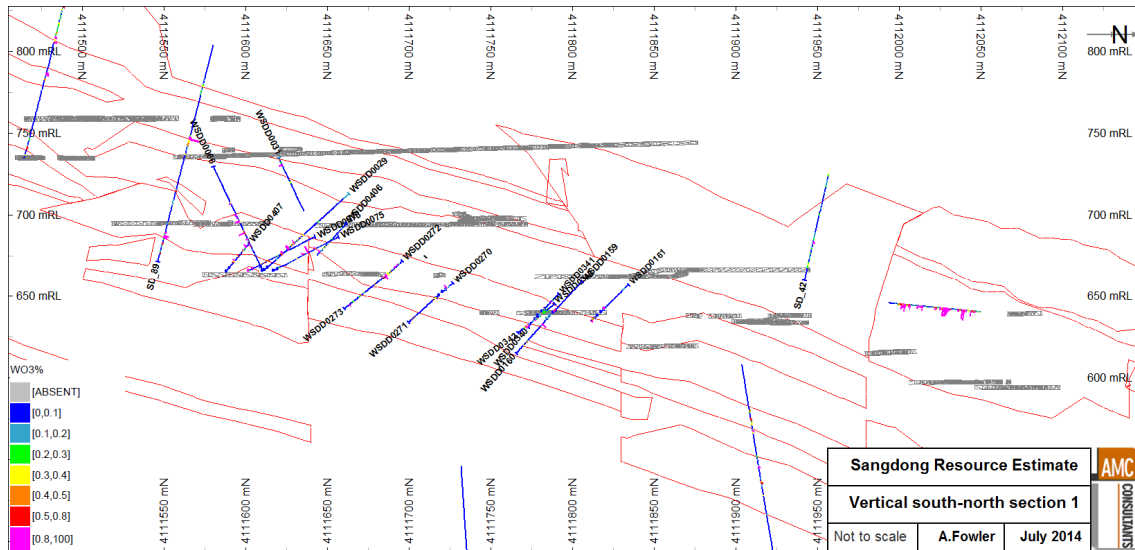 4111500 mN
4111550 mN
4111600 mN
4111650 mN
4111700 mN
4111750 mN
4111800 mN
4111850 mN
4111900 mN
4111950 mN
4112000 mN
4112050 mN
4112100 mN
N
800 mRL
800 mRL
750 mRL
750 mRL
700 mRL
700 mRL
650 mRL
650 mRL
600 mRL
600 mRL
WSDD0031
WSDD0029
WSDD0075
WSDD0272
WSDD0270
WSDD0159
WSDD0341
WSDD0161
SD_89
WSDD0273
WSDD0271
WSDD0160
SD_42
WO3%
[ABSENT]
[0,0.1]
[0.1,0.2]
[0.2,0.3]
[0.3,0.4]
[0.4,0.5]
[0.5,0.8]
[0.8,100]
4111550 mN
4111600 mN
4111650 mN
4111700 mN
4111750 mN
4111800 mN
4111850 mN
4111900 mN
4111950 mN
Sangdong Resource Estimate
Vertical south-north section 1
Not to scale
A.Fowler
July 2014
AMC
CONSULTANTS